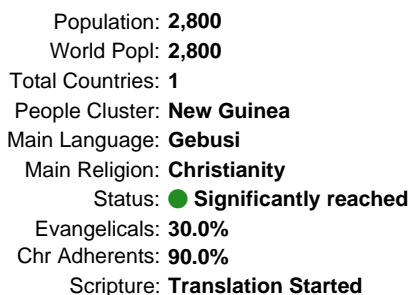 Population: 2,800
World Popl: 2,800
Total Countries: 1
People Cluster: New Guinea
Main Language: Gebusi
Main Religion: Christianity
Status: Significantly reached
Evangelicals: 30.0%
Chr Adherents: 90.0%
Scripture: Translation Started